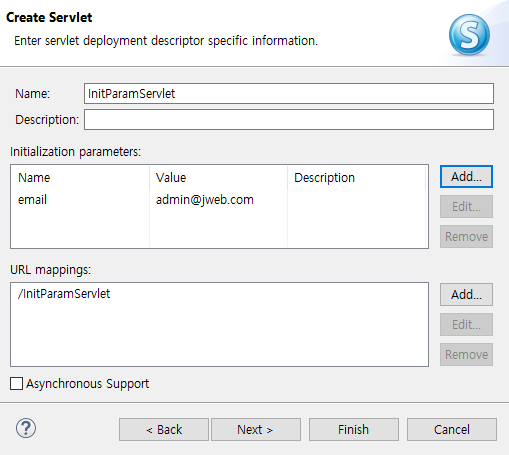 Create Servlet
Enter servlet deployment descriptor specific information.
S
Name: InitParamServlet
Description:
Initialization parameters:
Name Value Description Add...
email admin@jweb.com Edit...
Remove
URL mappings:
/InitParamServlet Add...
Edit...
Remove
Asynchronous Support
? < Back Next > Finish Cancel